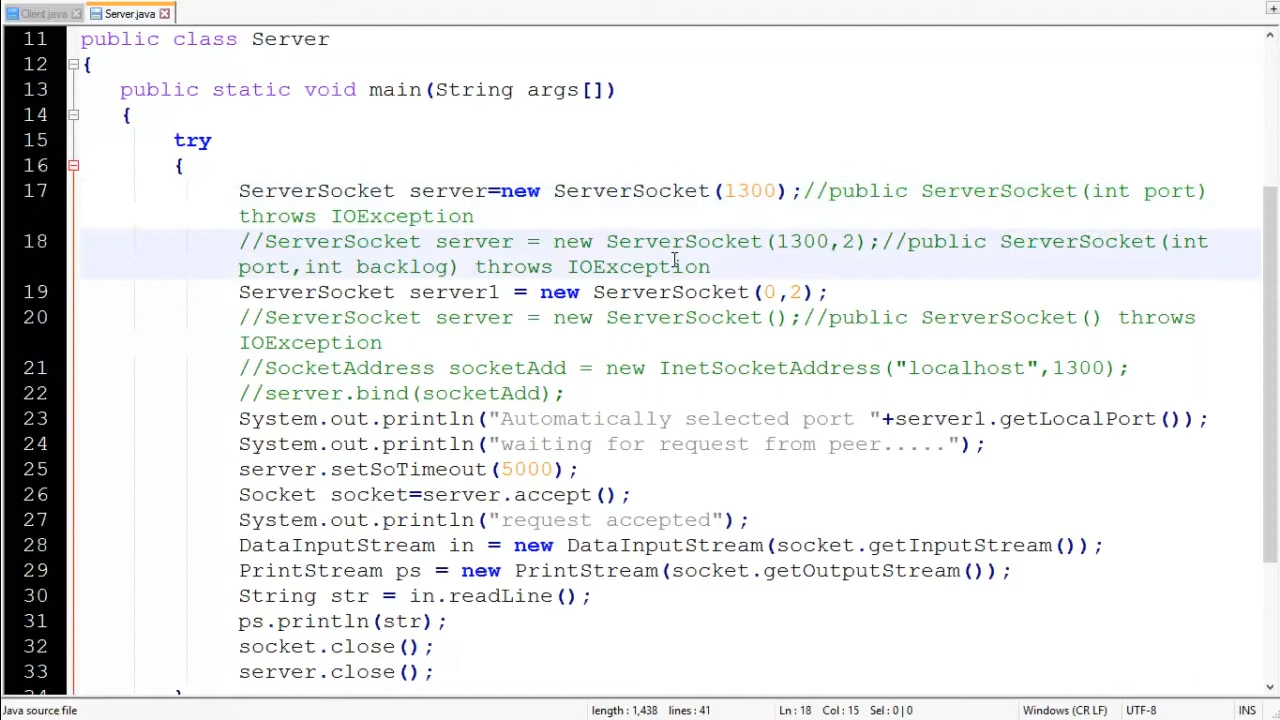 Client.java
Server.java
11 public class Server
12 {
13 public static void main(String args[])
14 {
15 try
16 {
17 ServerSocket server=new ServerSocket(1300);//public ServerSocket(int port)
throws IOException
18 //ServerSocket server = new ServerSocket(1300,2);//public ServerSocket(int
port,int backlog) throws IOException
19 ServerSocket server1 = new ServerSocket(0,2);
20 //ServerSocket server = new ServerSocket();//public ServerSocket() throws
IOException
21 //SocketAddress socketAdd = new InetSocketAddress("localhost",1300);
22 //server.bind(socketAdd);
23 System.out.println("Automatically selected port "+server1.getLocalPort());
24 System.out.println("waiting for request from peer.....");
25 server.setSoTimeout(5000);
26 Socket socket=server.accept();
27 System.out.println("request accepted");
28 DataInputStream in = new DataInputStream(socket.getInputStream());
29 PrintStream ps = new PrintStream(socket.getOutputStream());
30 String str = in.readLine();
31 ps.println(str);
32 socket.close();
33 server.close();
Java source file length : 1,438 lines : 41 Ln : 18 Col : 15 Sel : 0 | 0 Windows (CR LF) UTF-8 INS